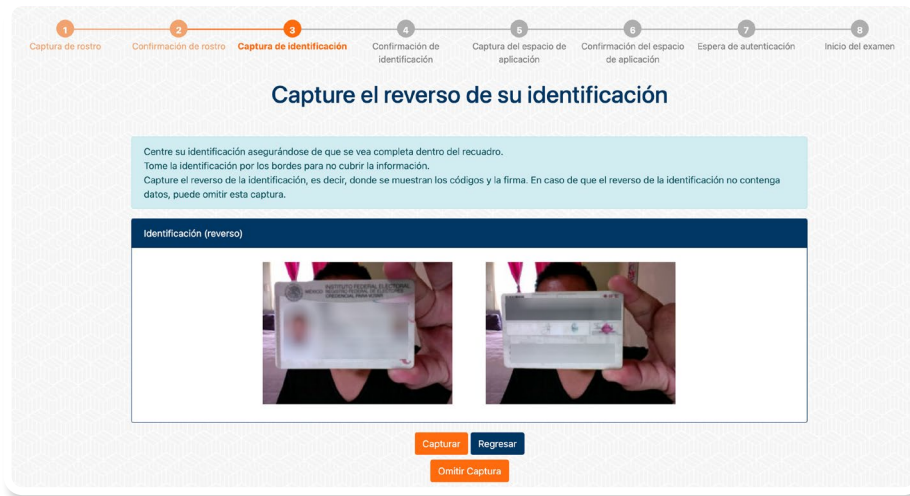 1
2
3
4
5
6
7
8
Captura de rostro
Confirmación de rostro
Captura de identificación
Confirmación de
identificación
Captura del espacio de
aplicación
Confirmación del espacio
de aplicación
Espera de autenticación
Inicio del examen
Capture el reverso de su identificación
Centre su identificación asegurándose de que se vea completa dentro del recuadro.
Tome la identificación por los bordes para no cubrir la información.
Capture el reverso de la identificación, es decir, donde se muestran los códigos y la firma. En caso de que el reverso de la identificación no contenga
datos, puede omitir esta captura.
Identificación (reverso)
INSTITUTO FEDERAL ELECTORAL
MÉXICO REGISTRO FEDERAL DE ELECTORES
CREDENCIAL PARA VOTAR
Capturar
Regresar
Omitir Captura